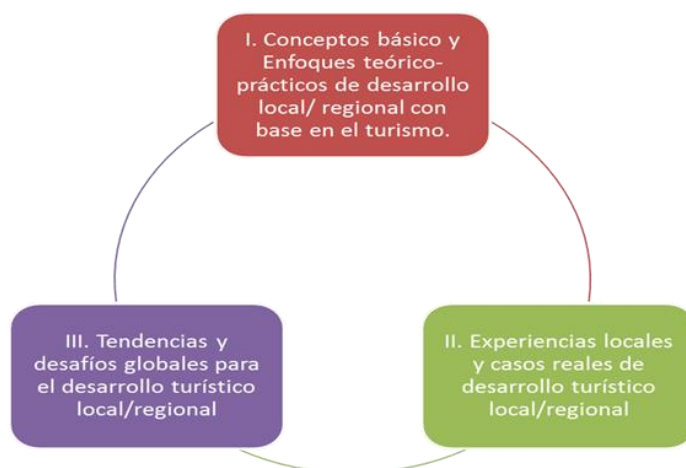 I. Conceptos básico y
Enfoques teórico-
prácticos de desarrollo
local/ regional con
base en el turismo.
III. Tendencias y
desafíos globales para
el desarrollo turístico
local/regional
II. Experiencias locales
y casos reales de
desarrollo turístico
local/regional